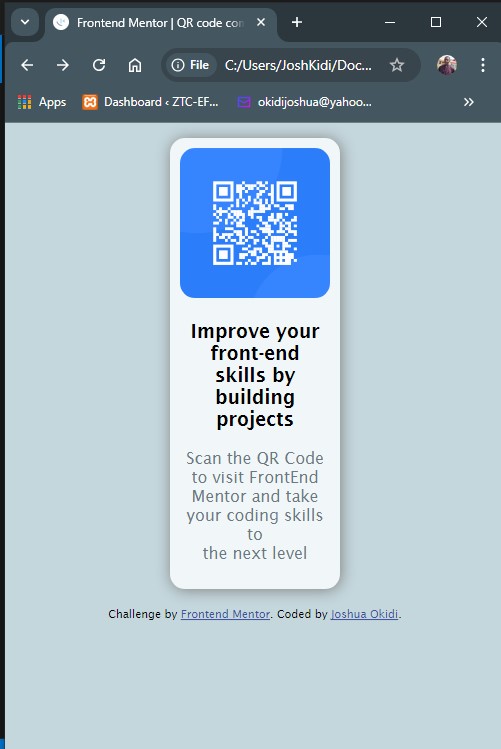 Frontend Mentor | QR code con
File C:/Users/JoshKidi/Doc...
Apps Dashboard ‹ ZTC-EF... okidijoshua@yahoo...
Improve your
front-end
skills by
building
projects
Scan the QR Code
to visit FrontEnd
Mentor and take
your coding skills
to
the next level
Challenge by Frontend Mentor. Coded by Joshua Okidi.